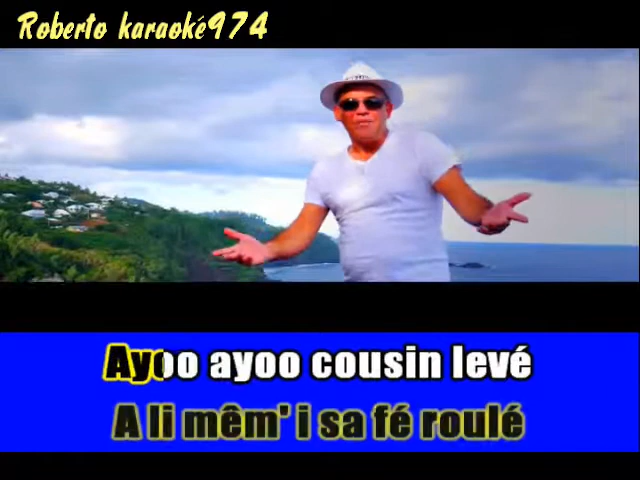 Roberto karaoké974
Ayoo ayoo cousin levé
A li mêm' i sa fé roulé